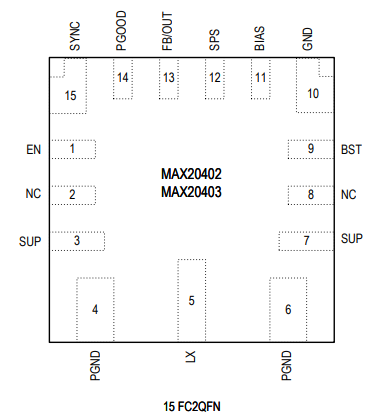 SYNC PGOOD FB/OUT SPS BIAS GND
15 14 13 12 11 10
EN 1 9 BST
MAX20402
MAX20403
NC 2 8 NC
SUP 3 7 SUP
4 5 6
PGND LX PGND
15 FC2QFN